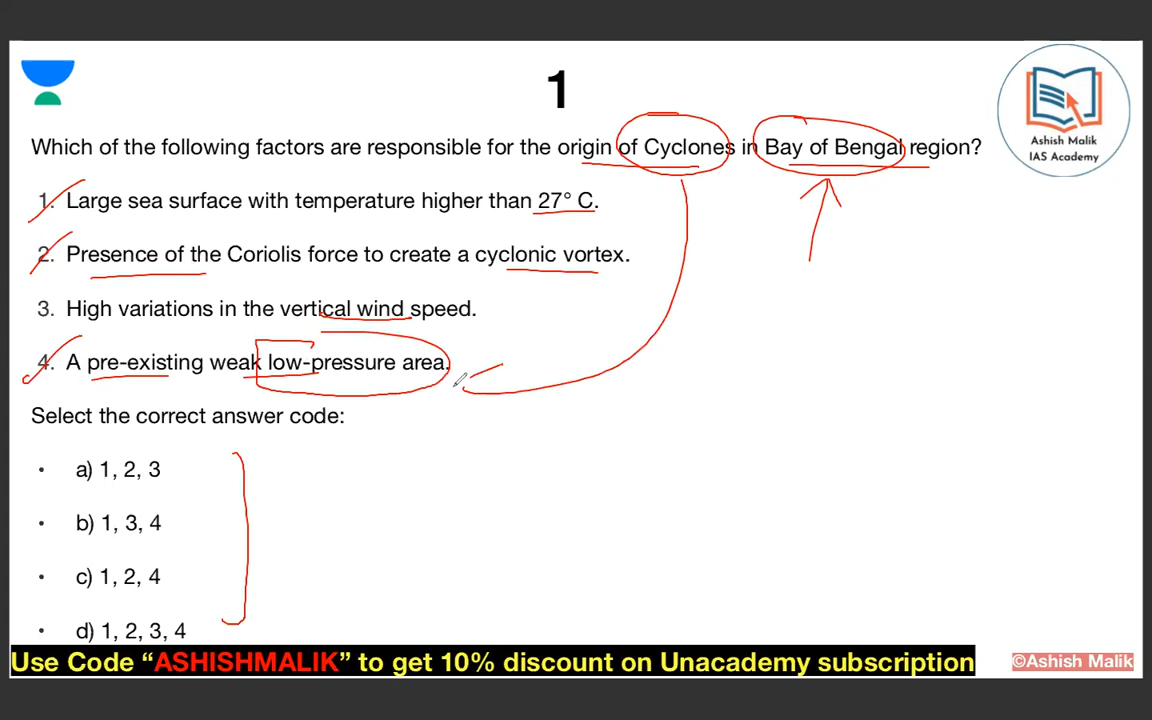 1
Ashish Malik
IAS Academy
Which of the following factors are responsible for the origin of Cyclones in Bay of Bengal region?
1. Large sea surface with temperature higher than 27° C.
2. Presence of the Coriolis force to create a cyclonic vortex.
3. High variations in the vertical wind speed.
4. A pre-existing weak low-pressure area.
Select the correct answer code:
• a) 1, 2, 3
• b) 1, 3, 4
• c) 1, 2, 4
• d) 1, 2, 3, 4
Use Code “ASHISHMALIK” to get 10% discount on Unacademy subscription
©Ashish Malik